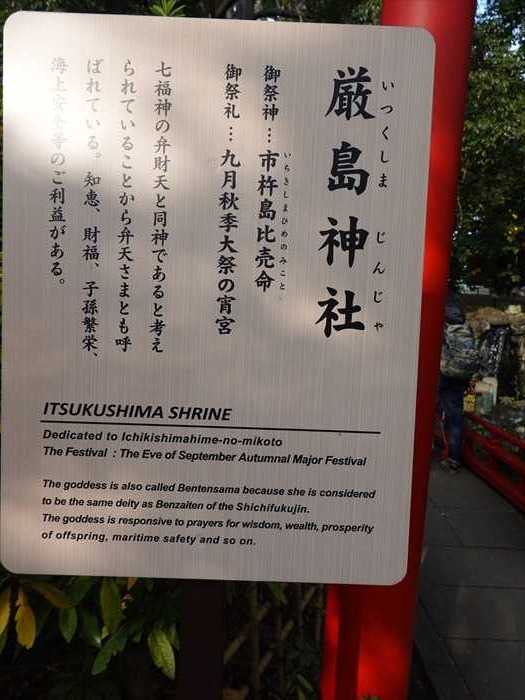 厳島神社
いつくしま じんじゃ
御祭神…市杵島比売命
いちきしまひめのみこと
御祭礼…九月秋季大祭の宵宮
七福神の弁財天と同神であると考え
られていることから弁天さまとも呼
ばれている。知恵、財福、子孫繁栄、
海上安全等のご利益がある。
ITSUKUSHIMA SHRINE
Dedicated to Ichikishimahime-no-mikoto
The Festival : The Eve of September Autumnal Major Festival
The goddess is also called Bentensama because she is considered
to be the same deity as Benzaiten of the Shichifukujin.
The goddess is responsive to prayers for wisdom, wealth, prosperity
of offspring, maritime safety and so on.